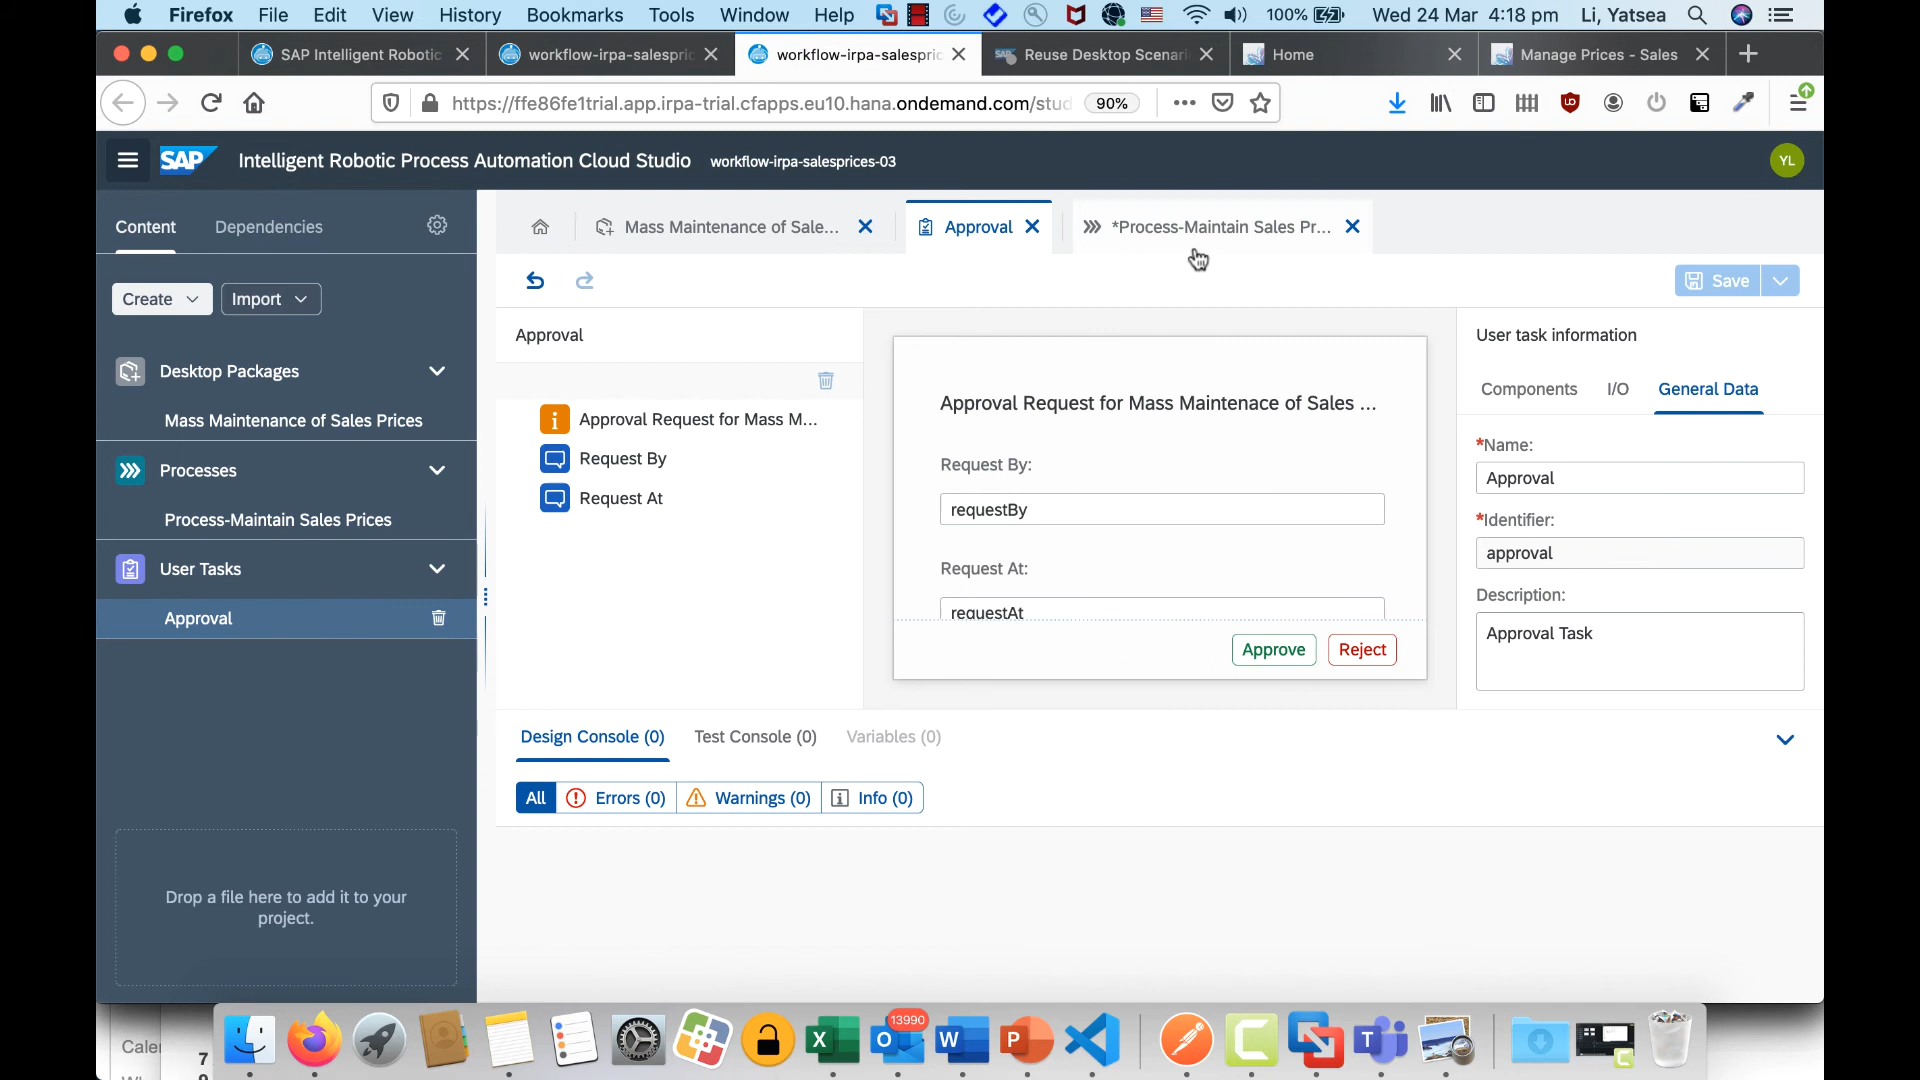 Firefox File Edit View History Bookmarks Tools Window Help 100% Wed 24 Mar 4:18 pm Li, Yatsea
SAP Intelligent Robotic workflow-irpa-salespric workflow-irpa-salespric Reuse Desktop Scenari Home Manage Prices - Sales
https://ffe86fe1trial.app.irpa-trial.cfapps.eu10.hana.ondemand.com/stud 90%
SAP Intelligent Robotic Process Automation Cloud Studio workflow-irpa-salesprices-03 YL
Content Dependencies
Mass Maintenance of Sale... Approval *Process-Maintain Sales Pr...
Create Import
Save
Desktop Packages
Mass Maintenance of Sales Prices
Processes
Process-Maintain Sales Prices
User Tasks
Approval
Drop a file here to add it to your
project.
Approval
Approval Request for Mass M...
Request By
Request At
Approval Request for Mass Maintenace of Sales ...
Request By:
requestBy
Request At:
requestAt
Approve Reject
User task information
Components I/O General Data
*Name:
Approval
*Identifier:
approval
Description:
Approval Task
Design Console (0) Test Console (0) Variables (0)
All Errors (0) Warnings (0) Info (0)
13990
Caler
7